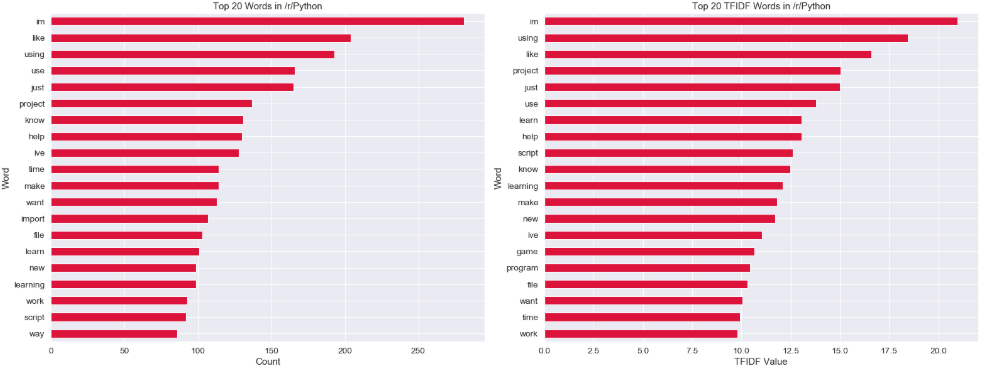 Top 20 Words in /r/Python
im
like
using
use
just
project
know
help
ive
time
make
want
import
file
learn
new
learning
work
script
way
Word
0 50 100 150 200 250
Count
Top 20 TFIDF Words in /r/Python
im
using
like
project
just
use
learn
help
script
know
learning
make
new
ive
game
program
file
want
time
work
Word
0.0 2.5 5.0 7.5 10.0 12.5 15.0 17.5 20.0
TFIDF Value